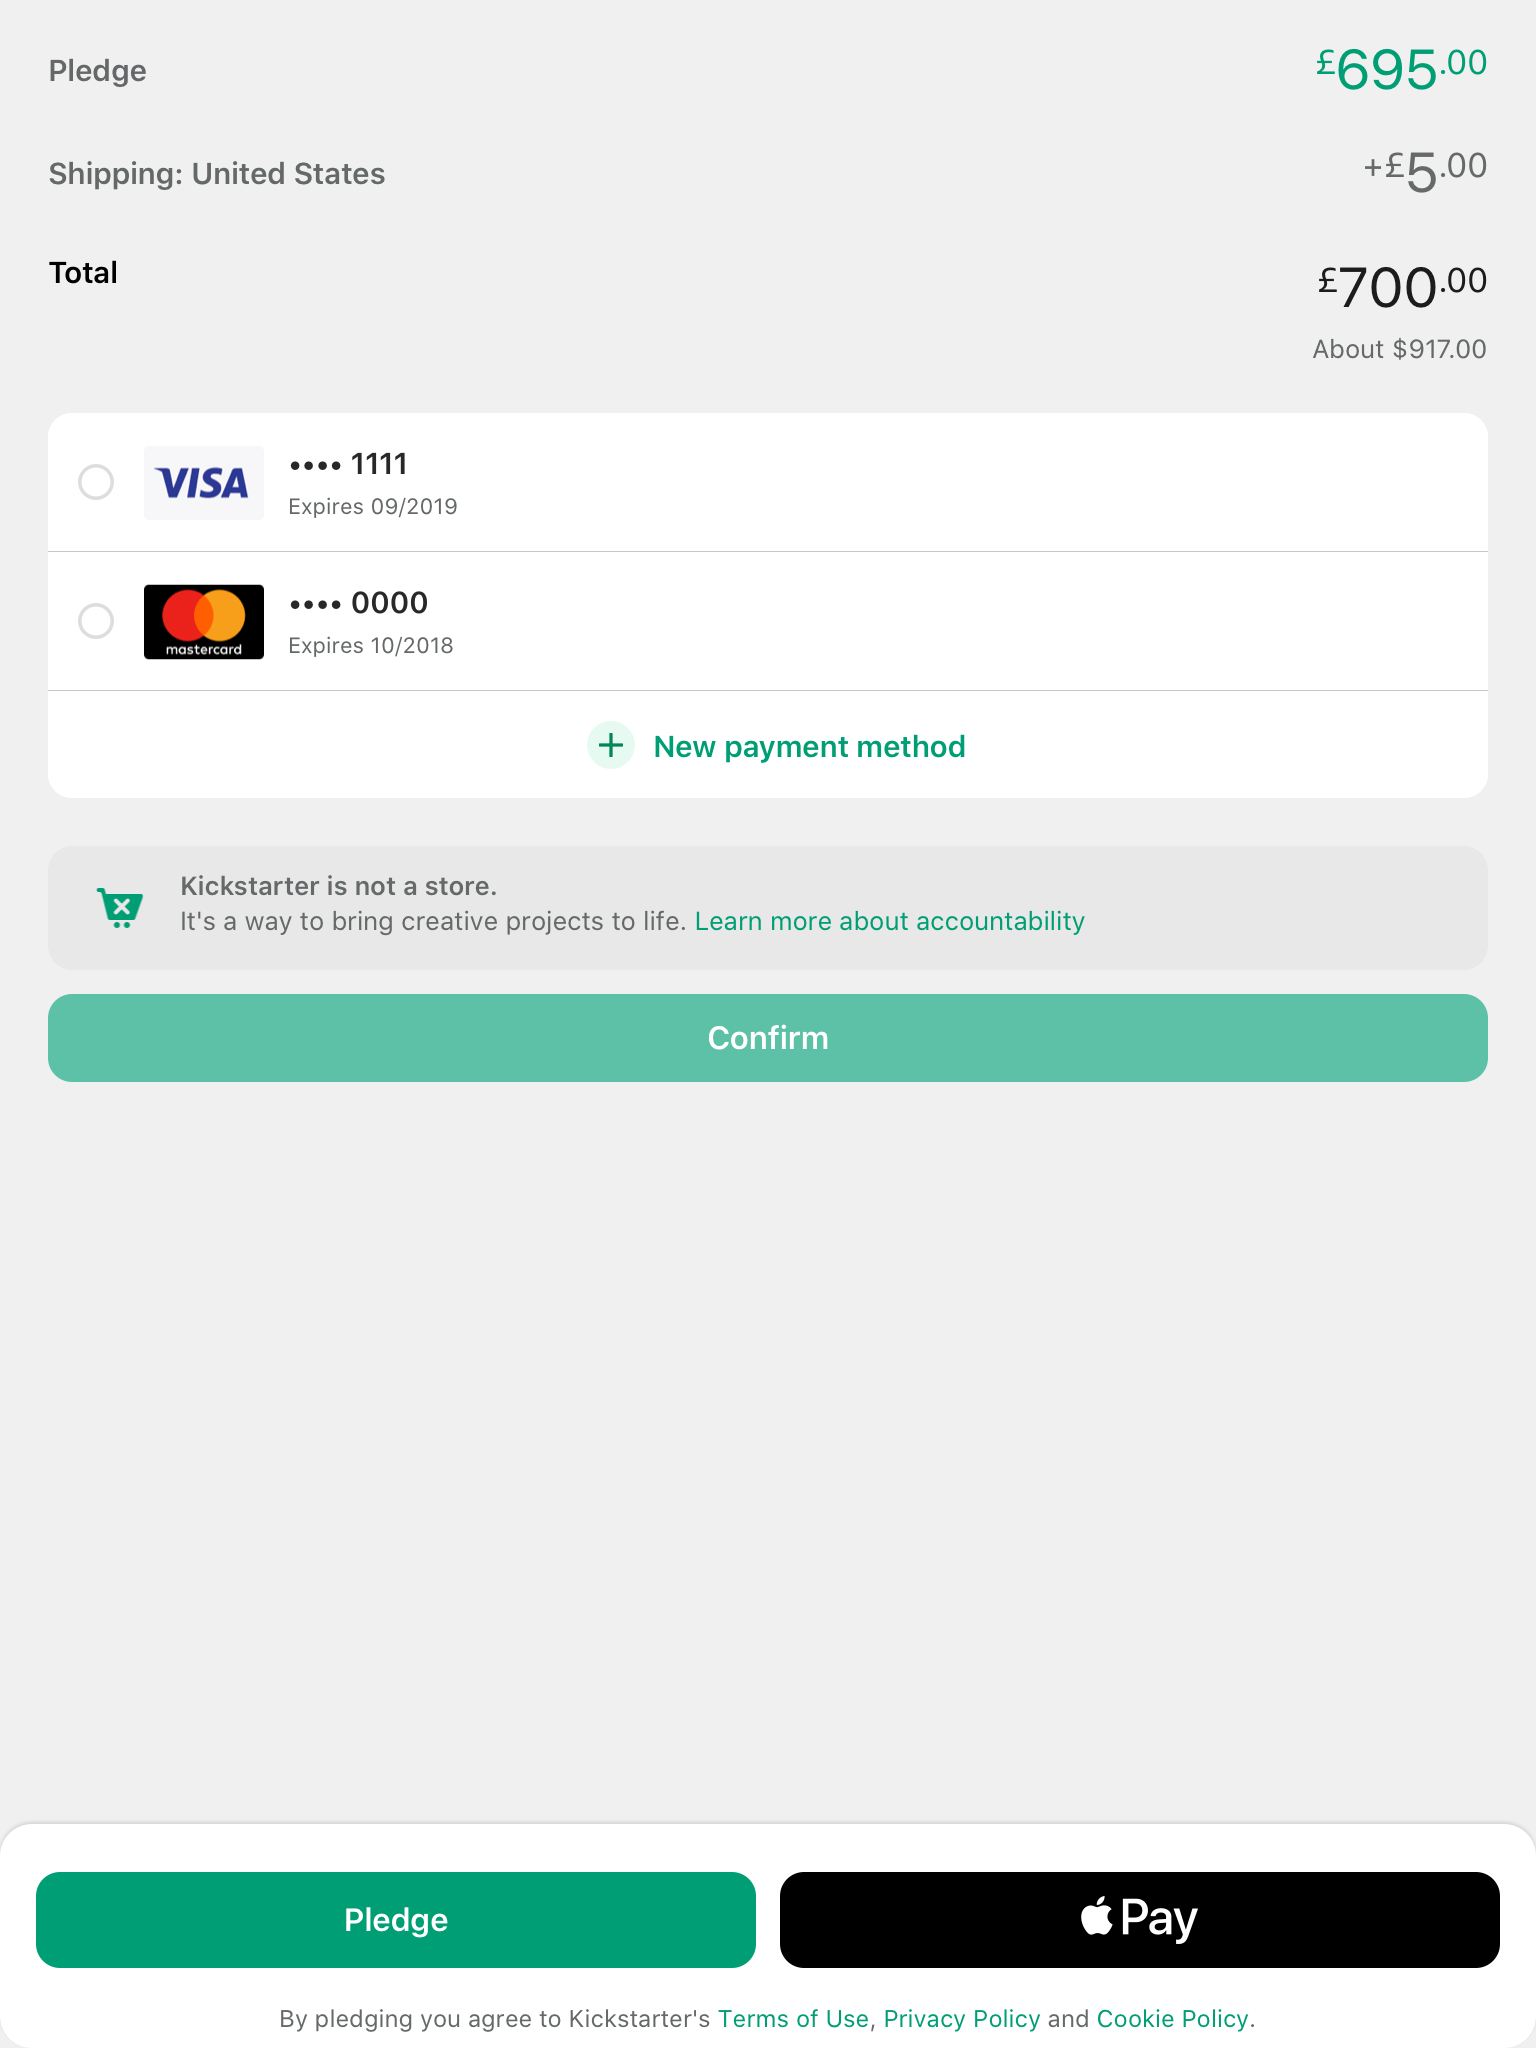 Pledge £695.00
Shipping: United States +£5.00
Total £700.00
About $917.00
VISA •••• 1111
Expires 09/2019
mastercard •••• 0000
Expires 10/2018
+ New payment method
Kickstarter is not a store.
It's a way to bring creative projects to life. Learn more about accountability
Confirm
Pledge
Pay
By pledging you agree to Kickstarter's Terms of Use, Privacy Policy and Cookie Policy.